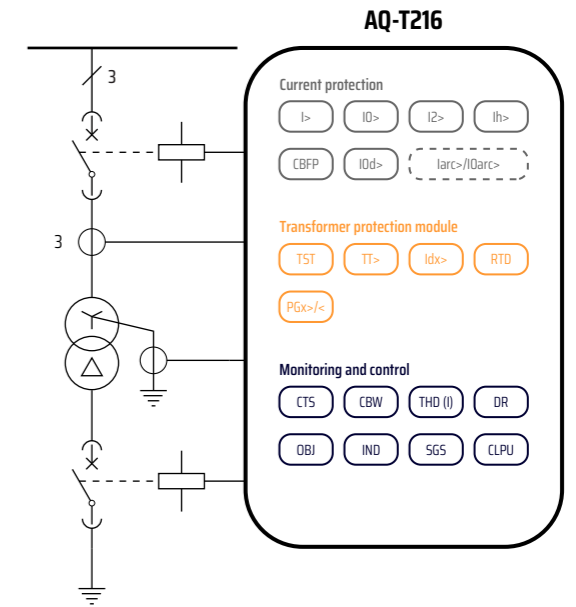 AQ-T216
3
Current protection
I> I0> I2> Ih>
CBFP I0d> Iarc>/I0arc>
3
Transformer protection module
TST TT> Idx> RTD
PGx>/<
Monitoring and control
CTS CBW THD (I) DR
OBJ IND SGS CLPU